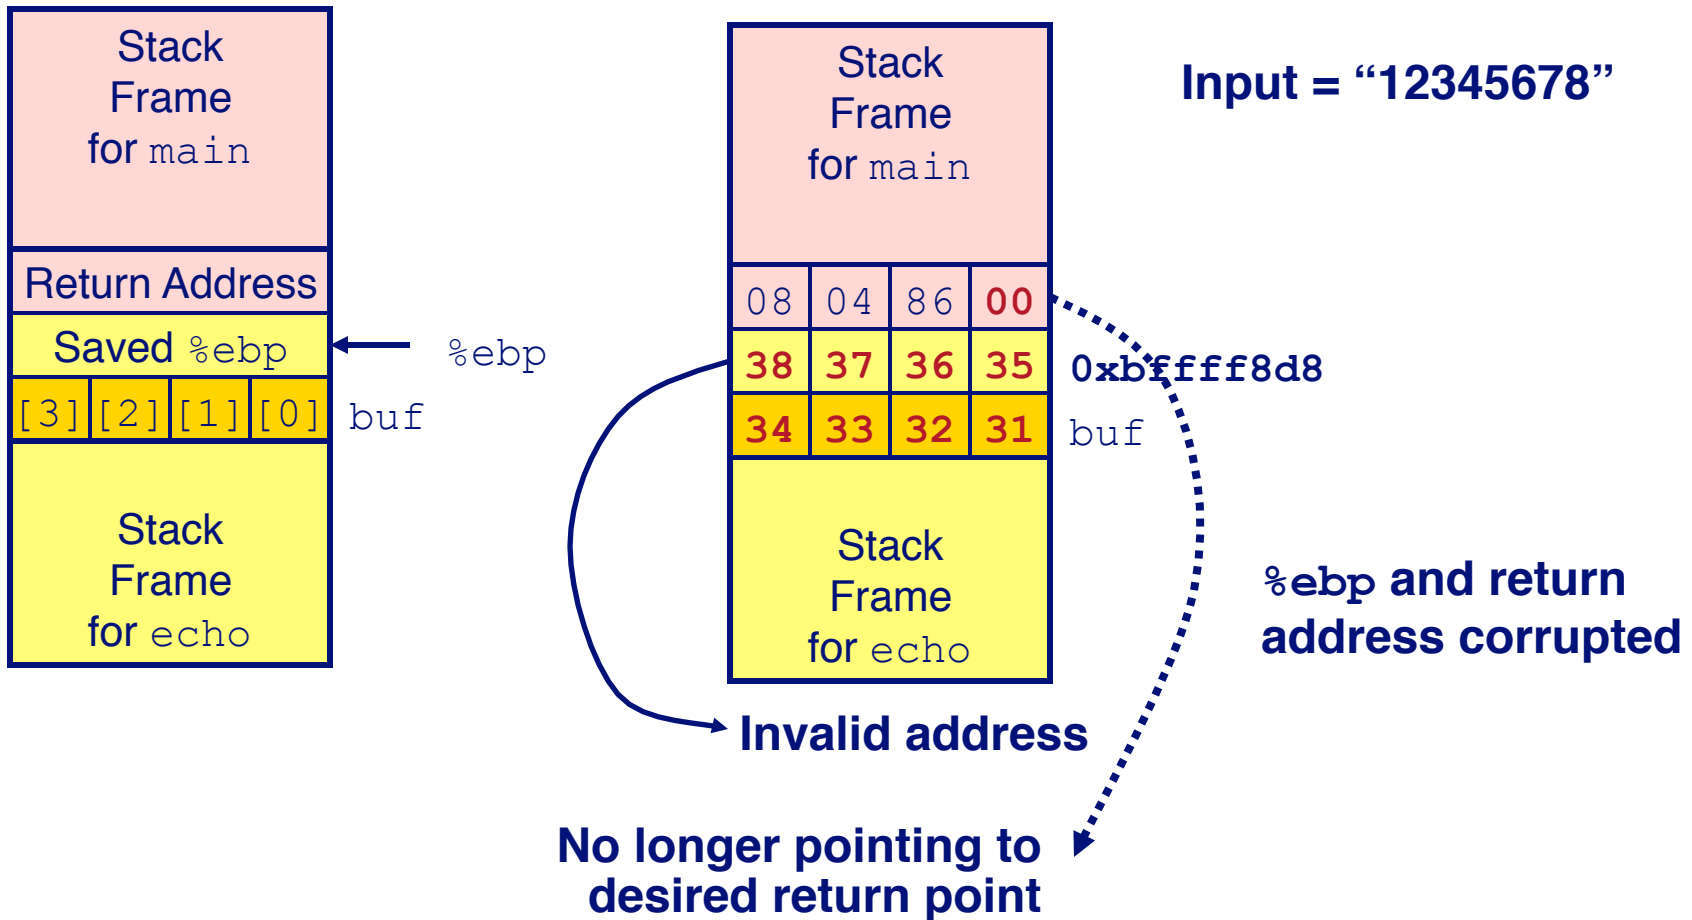 Stack
Frame
for main
Return Address
Saved %ebp
%ebp
[3] [2] [1] [0]
buf
Stack
Frame
for echo
Stack
Frame
for main
08 04 86 00
38 37 36 35
0xbffff8d8
34 33 32 31
buf
Stack
Frame
for echo
Input = “12345678”
%ebp and return
address corrupted
Invalid address
No longer pointing to
desired return point